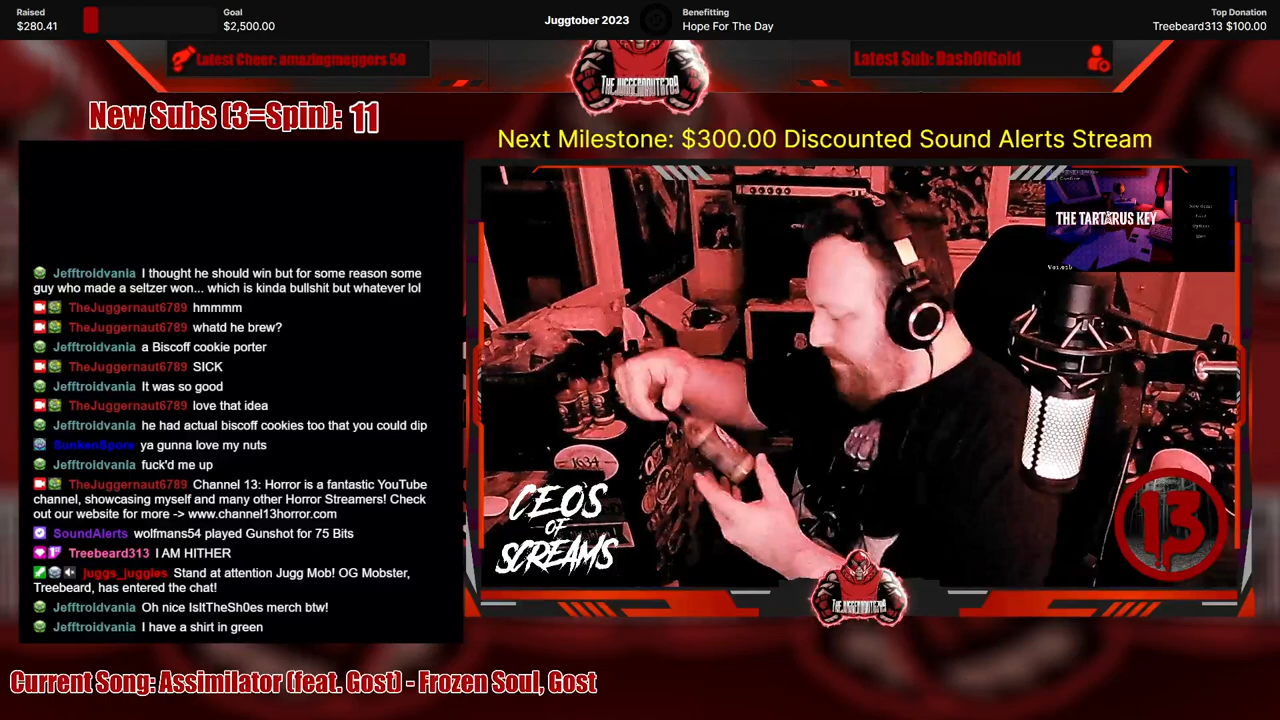 Raised
$280.41
Goal
$2,500.00
Juggtober 2023
Benefitting
Hope For The Day
Top Donation
Treebeard313 $100.00
Latest Cheer: amazingmoggers 50
THEJUGGERNAUT6789
Latest Sub: DashOfGold
New Subs (3=Spin): 11
Next Milestone: $300.00 Discounted Sound Alerts Stream
Jefftroidvania I thought he should win but for some reason some
guy who made a seltzer won... which is kinda bullshit but whatever lol
TheJuggernaut6789 hmmmm
TheJuggernaut6789 whatd he brew?
Jefftroidvania a Biscoff cookie porter
TheJuggernaut6789 SICK
Jefftroidvania It was so good
TheJuggernaut6789 love that idea
Jefftroidvania he had actual biscoff cookies too that you could dip
SunkenSpore ya gunna love my nuts
Jefftroidvania fuck'd me up
TheJuggernaut6789 Channel 13: Horror is a fantastic YouTube
channel, showcasing myself and many other Horror Streamers! Check
out our website for more -> www.channel13horror.com
SoundAlerts wolfmans54 played Gunshot for 75 Bits
Treebeard313 I AM HITHER
juggs_juggles Stand at attention Jugg Mob! OG Mobster,
Treebeard, has entered the chat!
Jefftroidvania Oh nice IsItTheSh0es merch btw!
Jefftroidvania I have a shirt in green
THE TARTARUS KEY
1634
CEOS
OF
SCREAMS
13
THEJUGGERNAUT6789
Current Song: Assimilator (feat. Gost) - Frozen Soul, Gost